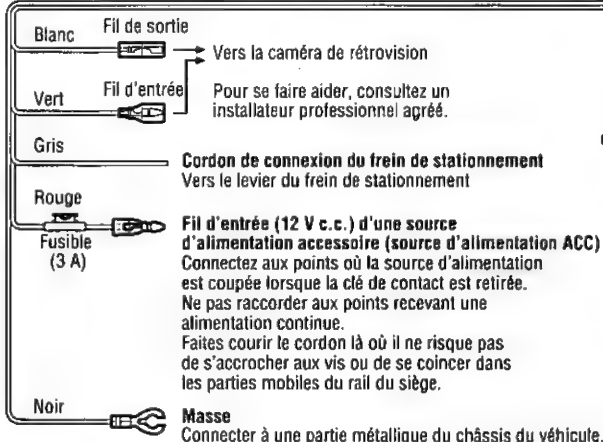 Blanc
Fil de sortie
Vers la caméra de rétrovision
Vert
Fil d'entrée
Pour se faire aider, consultez un
installateur professionnel agréé.
Gris
Cordon de connexion du frein de stationnement
Vers le levier du frein de stationnement
Rouge
Fusible
(3 A)
Fil d'entrée (12 V c.c.) d'une source
d'alimentation accessoire (source d'alimentation ACC)
Connectez aux points où la source d'alimentation
est coupée lorsque la clé de contact est retirée.
Ne pas raccorder aux points recevant une
alimentation continue.
Faites courir le cordon là où il ne risque pas
de s'accrocher aux vis ou de se coincer dans
les parties mobiles du rail du siège.
Noir
Masse
Connecter à une partie métallique du châssis du véhicule.